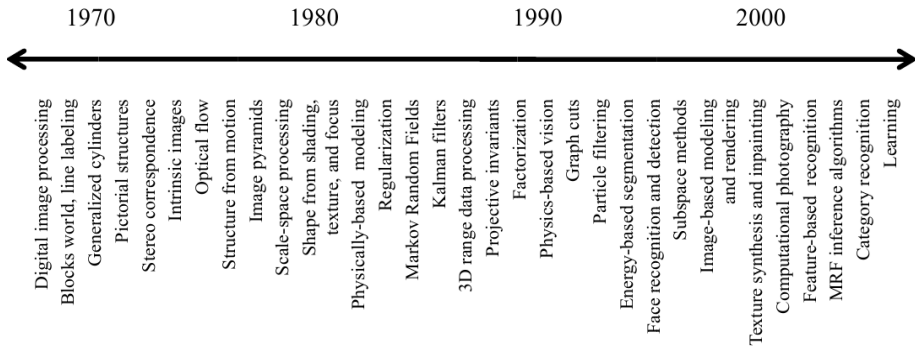 1970
1980
1990
2000
Digital image processing
Blocks world, line labeling
Generalized cylinders
Pictorial structures
Stereo correspondence
Intrinsic images
Optical flow
Structure from motion
Image pyramids
Scale-space processing
Shape from shading,
texture, and focus
Physically-based modeling
Regularization
Markov Random Fields
Kalman filters
3D range data processing
Projective invariants
Factorization
Physics-based vision
Graph cuts
Particle filtering
Energy-based segmentation
Face recognition and detection
Subspace methods
Image-based modeling
and rendering
Texture synthesis and inpainting
Computational photography
Feature-based recognition
MRF inference algorithms
Category recognition
Learning